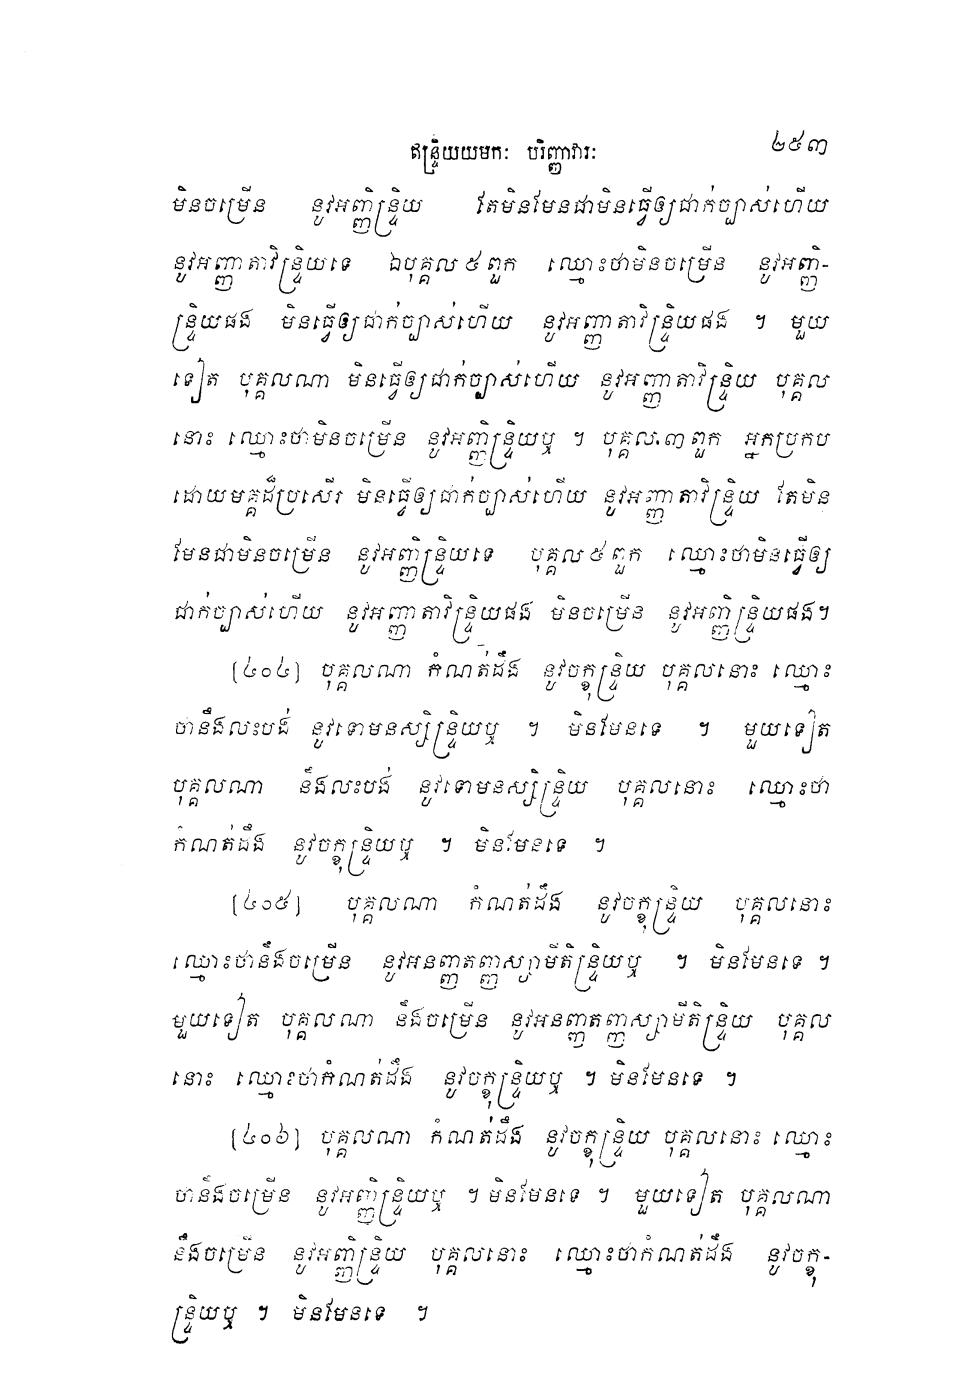 ឥន្ទ្រិយយមកៈ បរិញ្ញាវារៈ ២៥៣
មិនចម្រើន នូវអញ្ញិន្ទ្រិយ តែមិនមែនជាមិនធ្វើឲ្យជាក់ច្បាស់ហើយ
នូវអញ្ញាតាវិន្ទ្រិយទេ ឯបុគ្គល ៥ ពួក ឈ្មោះថាមិនចម្រើន នូវអញ្ញិ-
ន្ទ្រិយផង មិនធ្វើឲ្យជាក់ច្បាស់ហើយ នូវអញ្ញាតាវិន្ទ្រិយផង ។ មួយ
ទៀត បុគ្គលណា មិនធ្វើឲ្យជាក់ច្បាស់ហើយ នូវអញ្ញាតាវិន្ទ្រិយ បុគ្គល
នោះ ឈ្មោះថាមិនចម្រើន នូវអញ្ញិន្ទ្រិយឬ ។ បុគ្គល ៣ ពួក អ្នកប្រកប
ដោយមគ្គដ៏ប្រសើរ មិនធ្វើឲ្យជាក់ច្បាស់ហើយ នូវអញ្ញាតាវិន្ទ្រិយ តែមិន
មែនជាមិនចម្រើន នូវអញ្ញិន្ទ្រិយទេ បុគ្គល ៥ ពួក ឈ្មោះថាមិនធ្វើឲ្យ
ជាក់ច្បាស់ហើយ នូវអញ្ញាតាវិន្ទ្រិយផង មិនចម្រើន នូវអញ្ញិន្ទ្រិយផង។
(៤០៤) បុគ្គលណា កំណត់ដឹង នូវចក្ខុន្ទ្រិយ បុគ្គលនោះ ឈ្មោះ
ថានឹងលះបង់ នូវទោមនស្សិន្ទ្រិយឬ ។ មិនមែនទេ ។ មួយទៀត
បុគ្គលណា នឹងលះបង់ នូវទោមនស្សិន្ទ្រិយ បុគ្គលនោះ ឈ្មោះថា
កំណត់ដឹង នូវចក្ខុន្ទ្រិយឬ ។ មិនមែនទេ ។
(៤០៥) បុគ្គលណា កំណត់ដឹង នូវចក្ខុន្ទ្រិយ បុគ្គលនោះ
ឈ្មោះថានឹងចម្រើន នូវអនញ្ញតញ្ញស្សាមីតិន្ទ្រិយឬ ។ មិនមែនទេ ។
មួយទៀត បុគ្គលណា នឹងចម្រើន នូវអនញ្ញតញ្ញស្សាមីតិន្ទ្រិយ បុគ្គល
នោះ ឈ្មោះថាកំណត់ដឹង នូវចក្ខុន្ទ្រិយឬ ។ មិនមែនទេ ។
(៤០៦) បុគ្គលណា កំណត់ដឹង នូវចក្ខុន្ទ្រិយ បុគ្គលនោះ ឈ្មោះ
ថានឹងចម្រើន នូវអញ្ញិន្ទ្រិយឬ ។ មិនមែនទេ ។ មួយទៀត បុគ្គលណា
នឹងចម្រើន នូវអញ្ញិន្ទ្រិយ បុគ្គលនោះ ឈ្មោះថាកំណត់ដឹង នូវចក្ខុ-
ន្ទ្រិយឬ ។ មិនមែនទេ ។